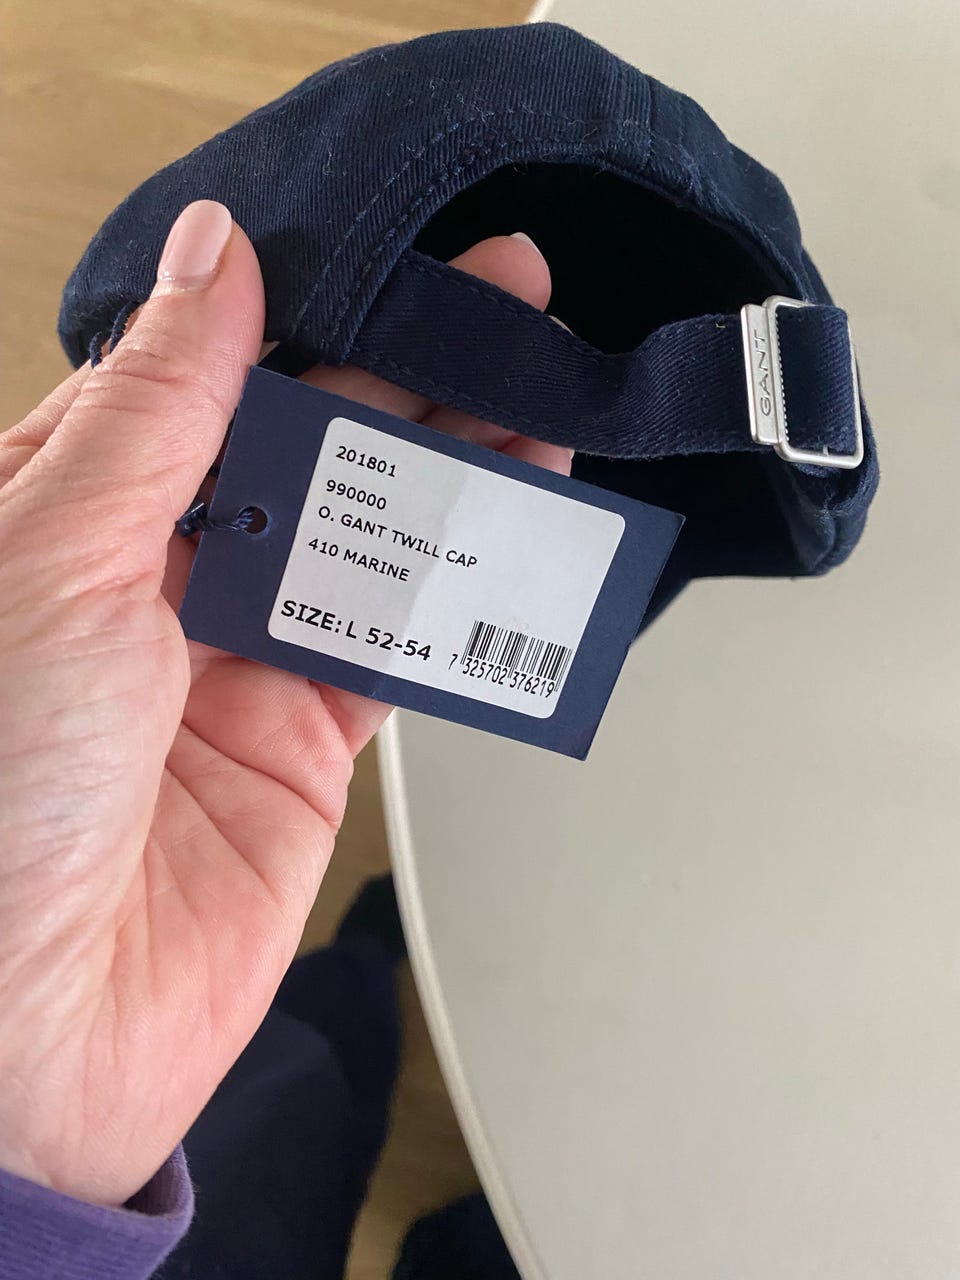 GANT
201801
990000
O. GANT TWILL CAP
410 MARINE
SIZE: L 52-54
7 325702 376219